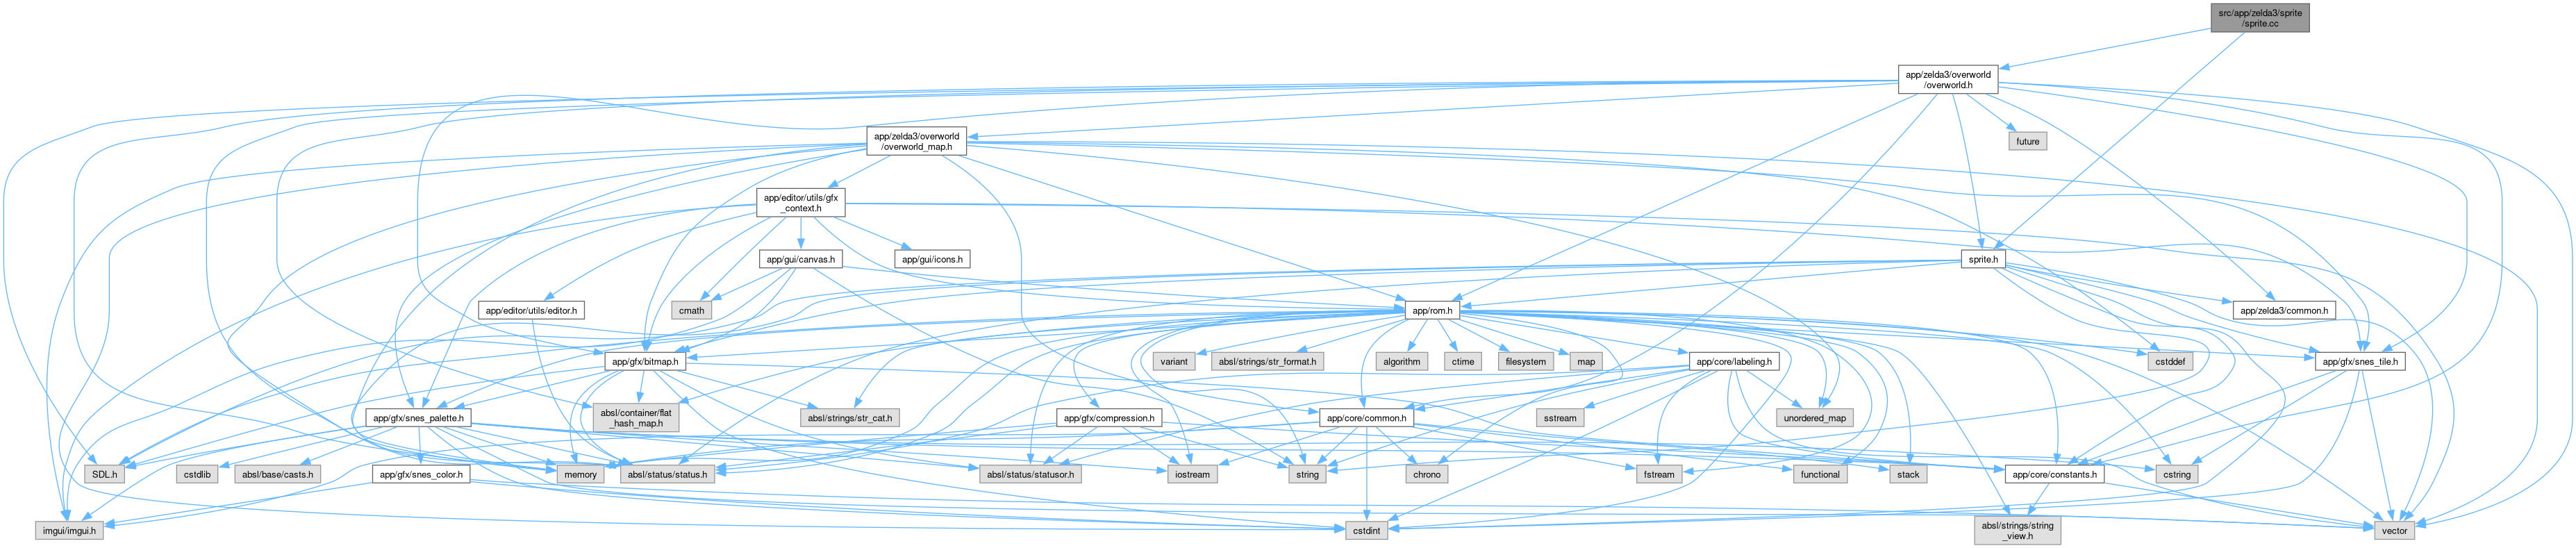 src/app/zelda3/sprite
/sprite.cc
app/zelda3/overworld
/overworld.h
app/zelda3/overworld
/overworld_map.h
future
app/editor/utils/gfx
_context.h
app/gui/canvas.h
app/gui/icons.h
sprite.h
app/editor/utils/editor.h
cmath
app/rom.h
app/zelda3/common.h
app/gfx/bitmap.h
variant
absl/strings/str_format.h
algorithm
ctime
filesystem
map
app/core/labeling.h
cstddef
app/gfx/snes_tile.h
app/gfx/snes_palette.h
absl/container/flat
_hash_map.h
absl/strings/str_cat.h
app/gfx/compression.h
app/core/common.h
sstream
unordered_map
SDL.h
cstdlib
absl/base/casts.h
app/gfx/snes_color.h
memory
absl/status/status.h
absl/status/statusor.h
iostream
string
chrono
fstream
functional
stack
app/core/constants.h
cstring
imgui/imgui.h
cstdint
absl/strings/string
_view.h
vector